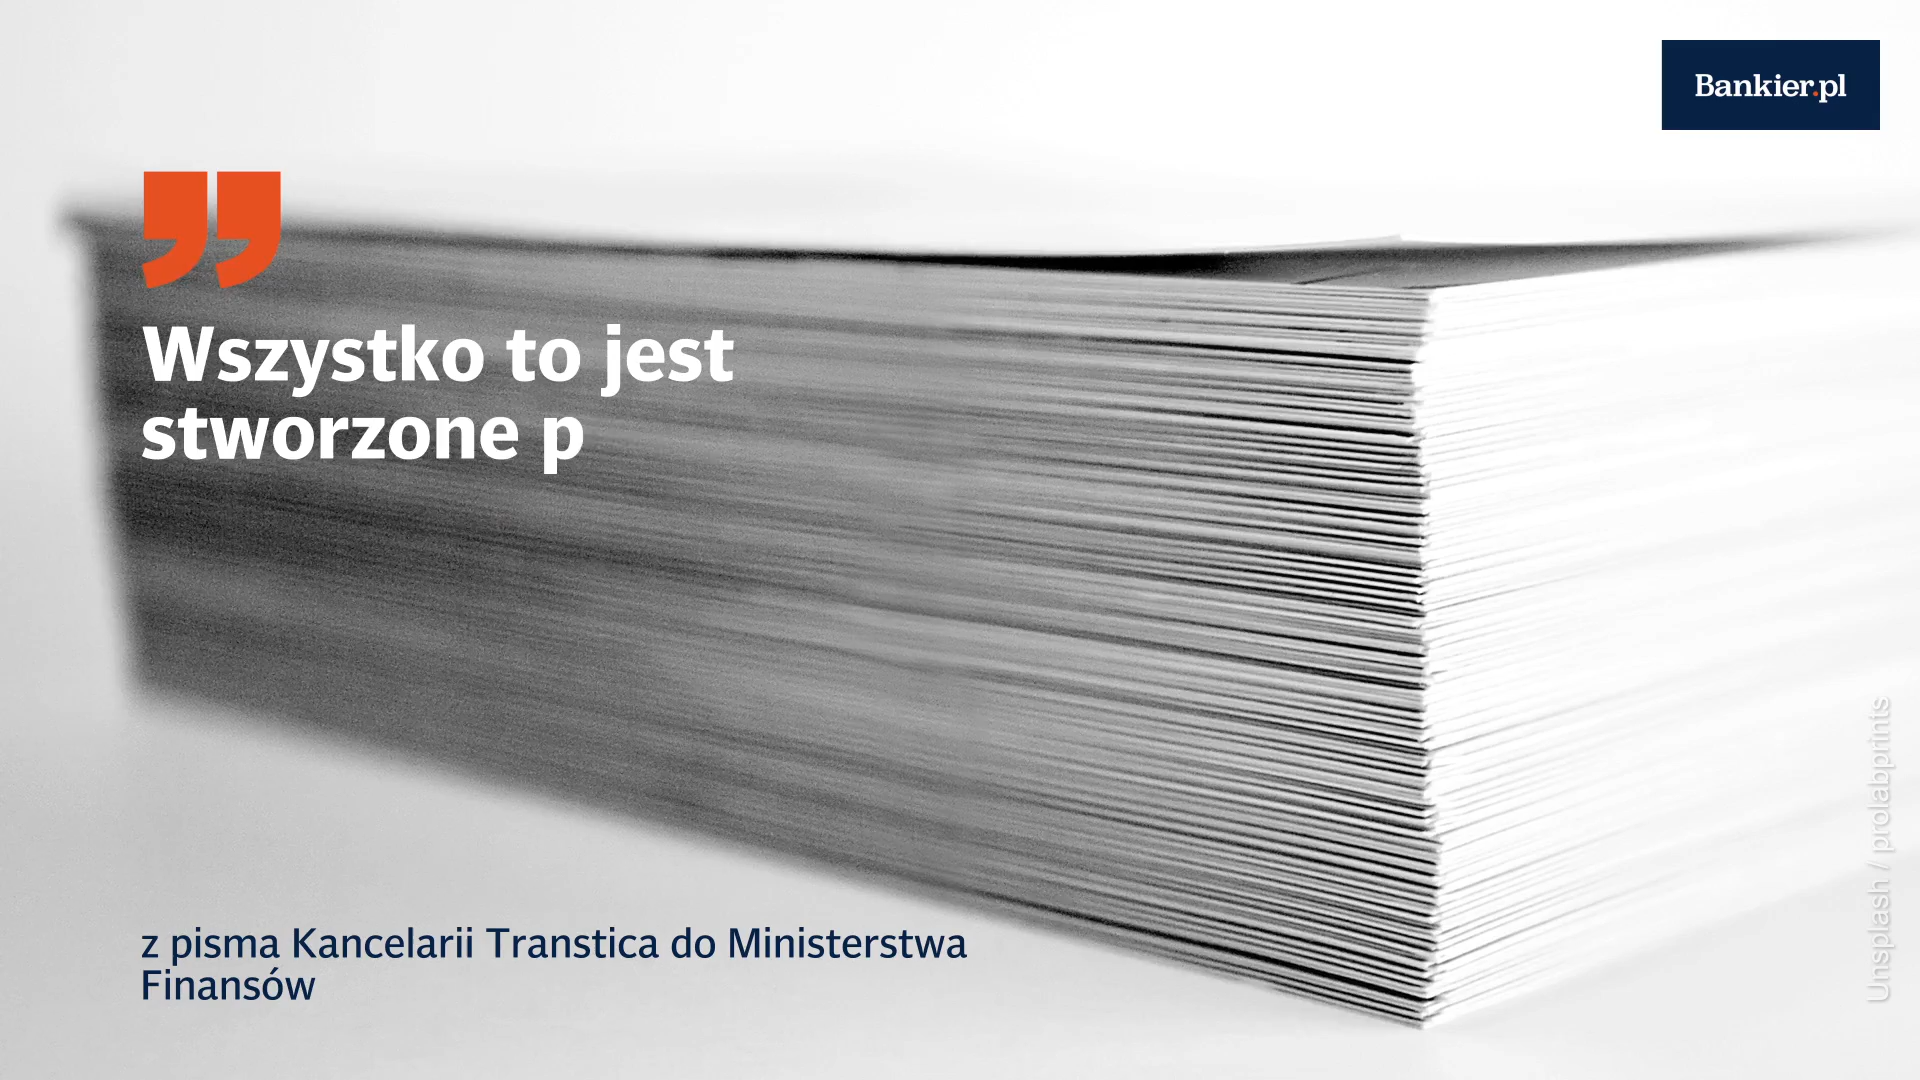 Bankier.pl
Wszystko to jest
stworzone p
z pisma Kancelarii Transtica do Ministerstwa
Finansów
Unsplash / prolabprints